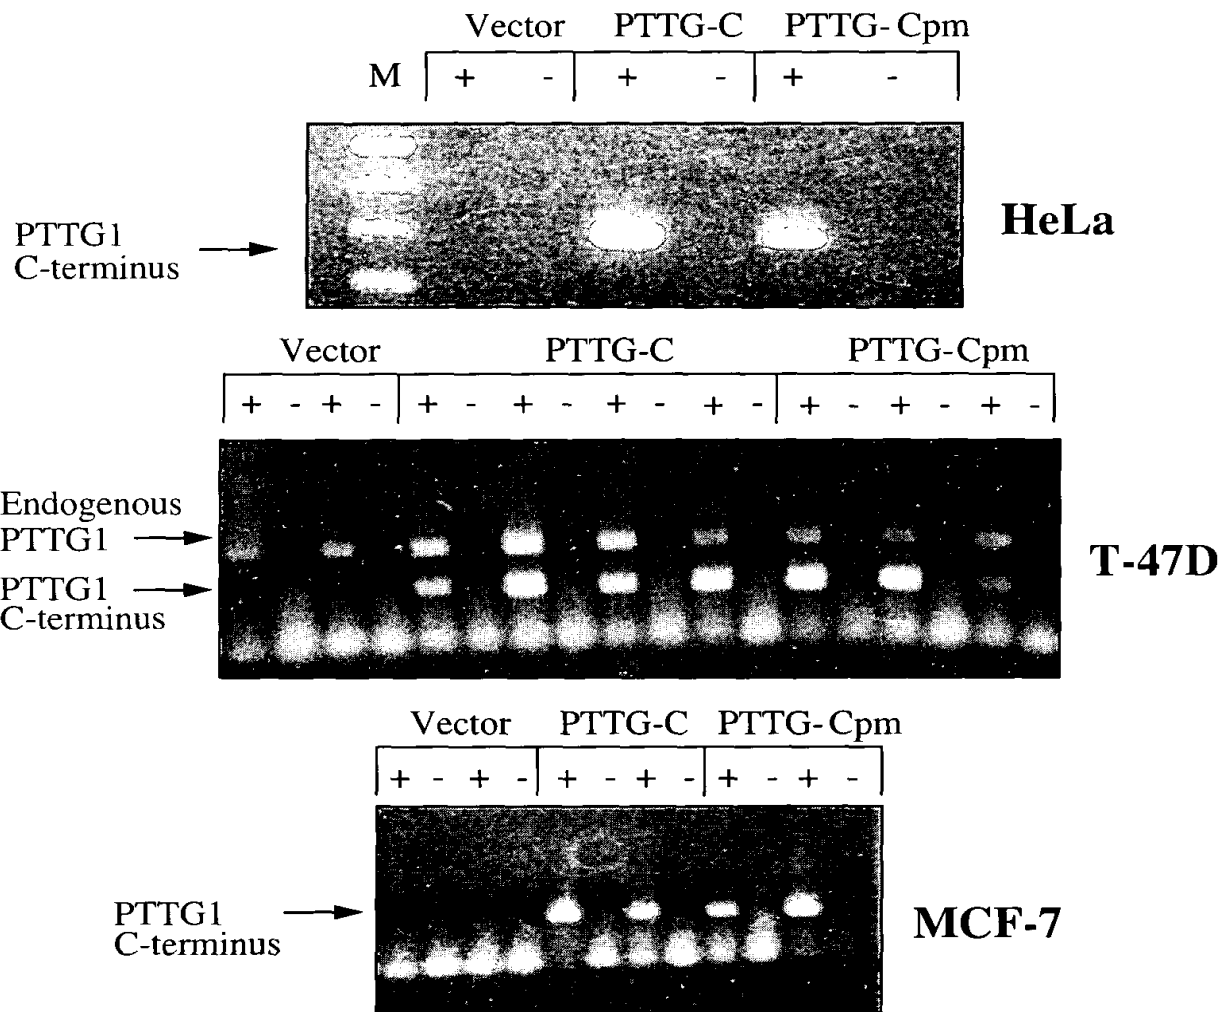 Vector PTTG-C PTTG-Cpm
M + - + - + -
PTTG1
C-terminus
HeLa
Vector PTTG-C PTTG-Cpm
+ - + - + - + - + - + - + - + - + -
Endogenous
PTTG1
PTTG1
C-terminus
T-47D
Vector PTTG-C PTTG-Cpm
+ - + - + - + - + - + -
PTTG1
C-terminus
MCF-7